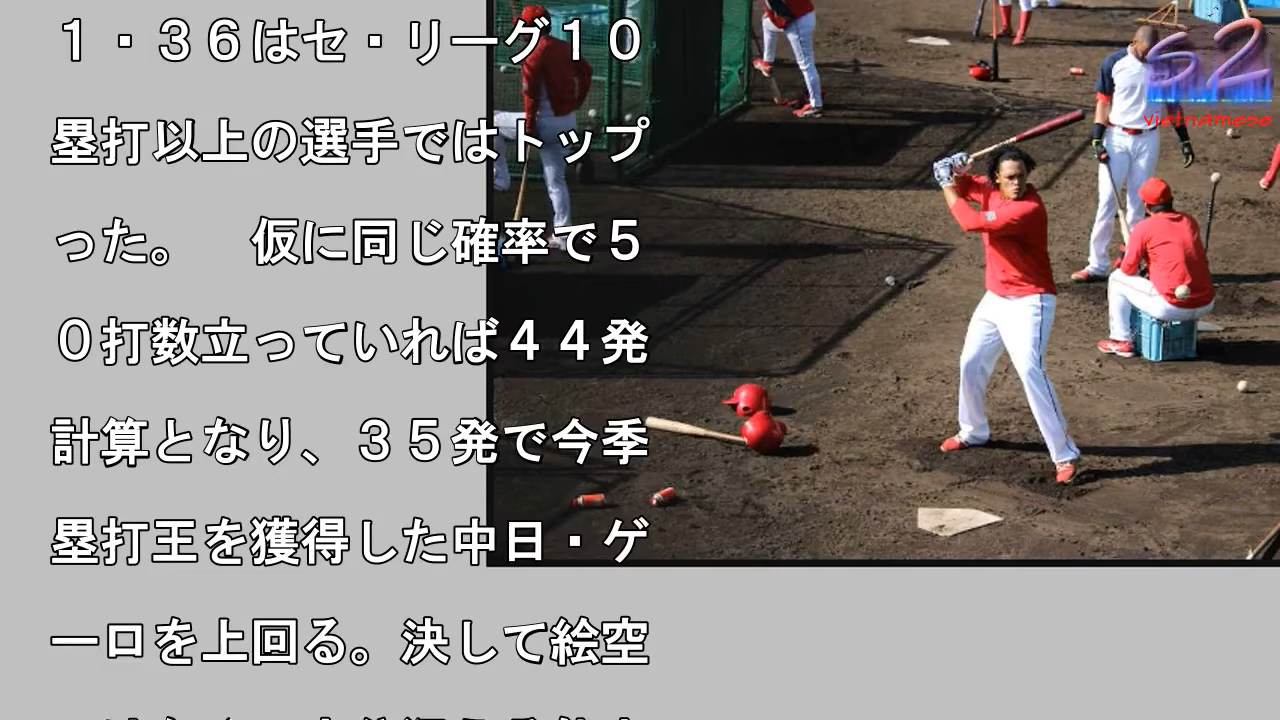 １・３６はセ・リーグ１０
塁打以上の選手ではトップ
った。　仮に同じ確率で５
０打数立っていれば４４発
計算となり、３５発で今季
塁打王を獲得した中日・ゲ
ーロを上回る。決して絵空
S2
vietnamese